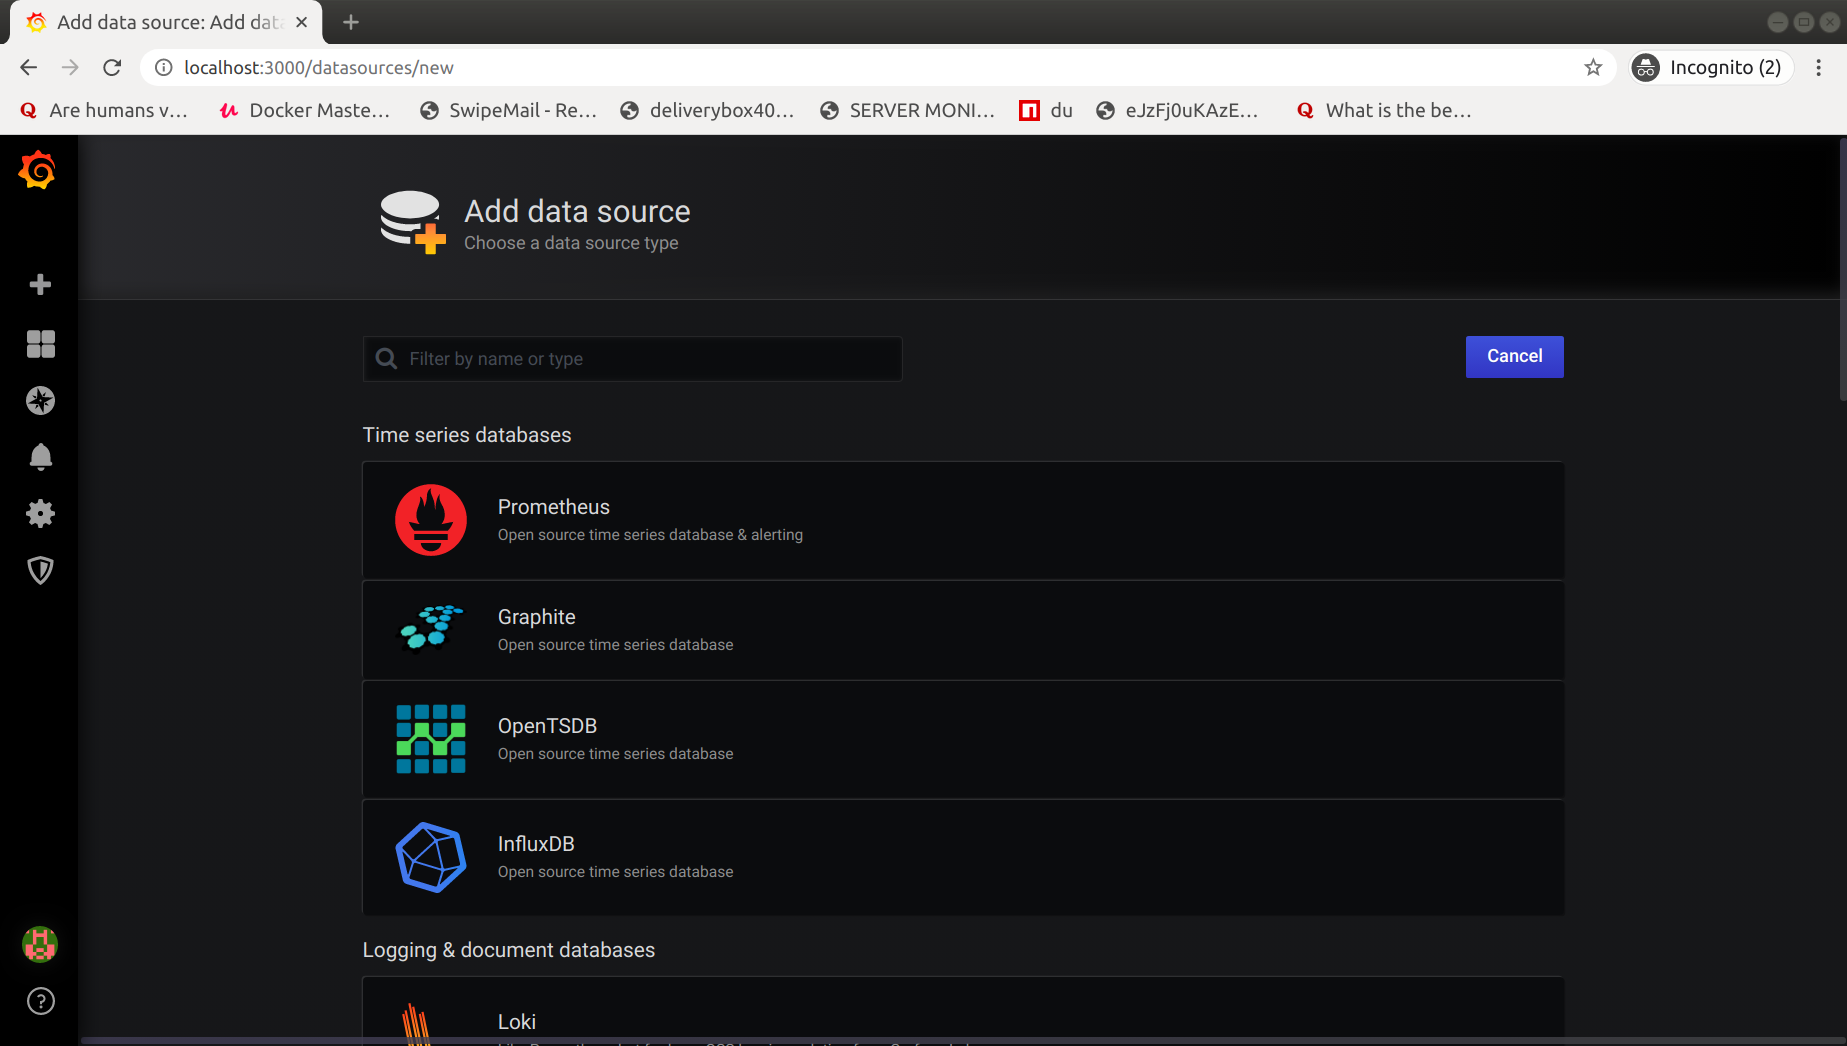 Add data source: Add data
localhost:3000/datasources/new
Incognito (2)
Are humans v...
Docker Maste...
SwipeMail - Re...
deliverybox40...
SERVER MONI...
du
eJzFj0uKAzE...
What is the be...
Add data source
Choose a data source type
Filter by name or type
Cancel
Time series databases
Prometheus
Open source time series database & alerting
Graphite
Open source time series database
OpenTSDB
Open source time series database
InfluxDB
Open source time series database
Logging & document databases
Loki